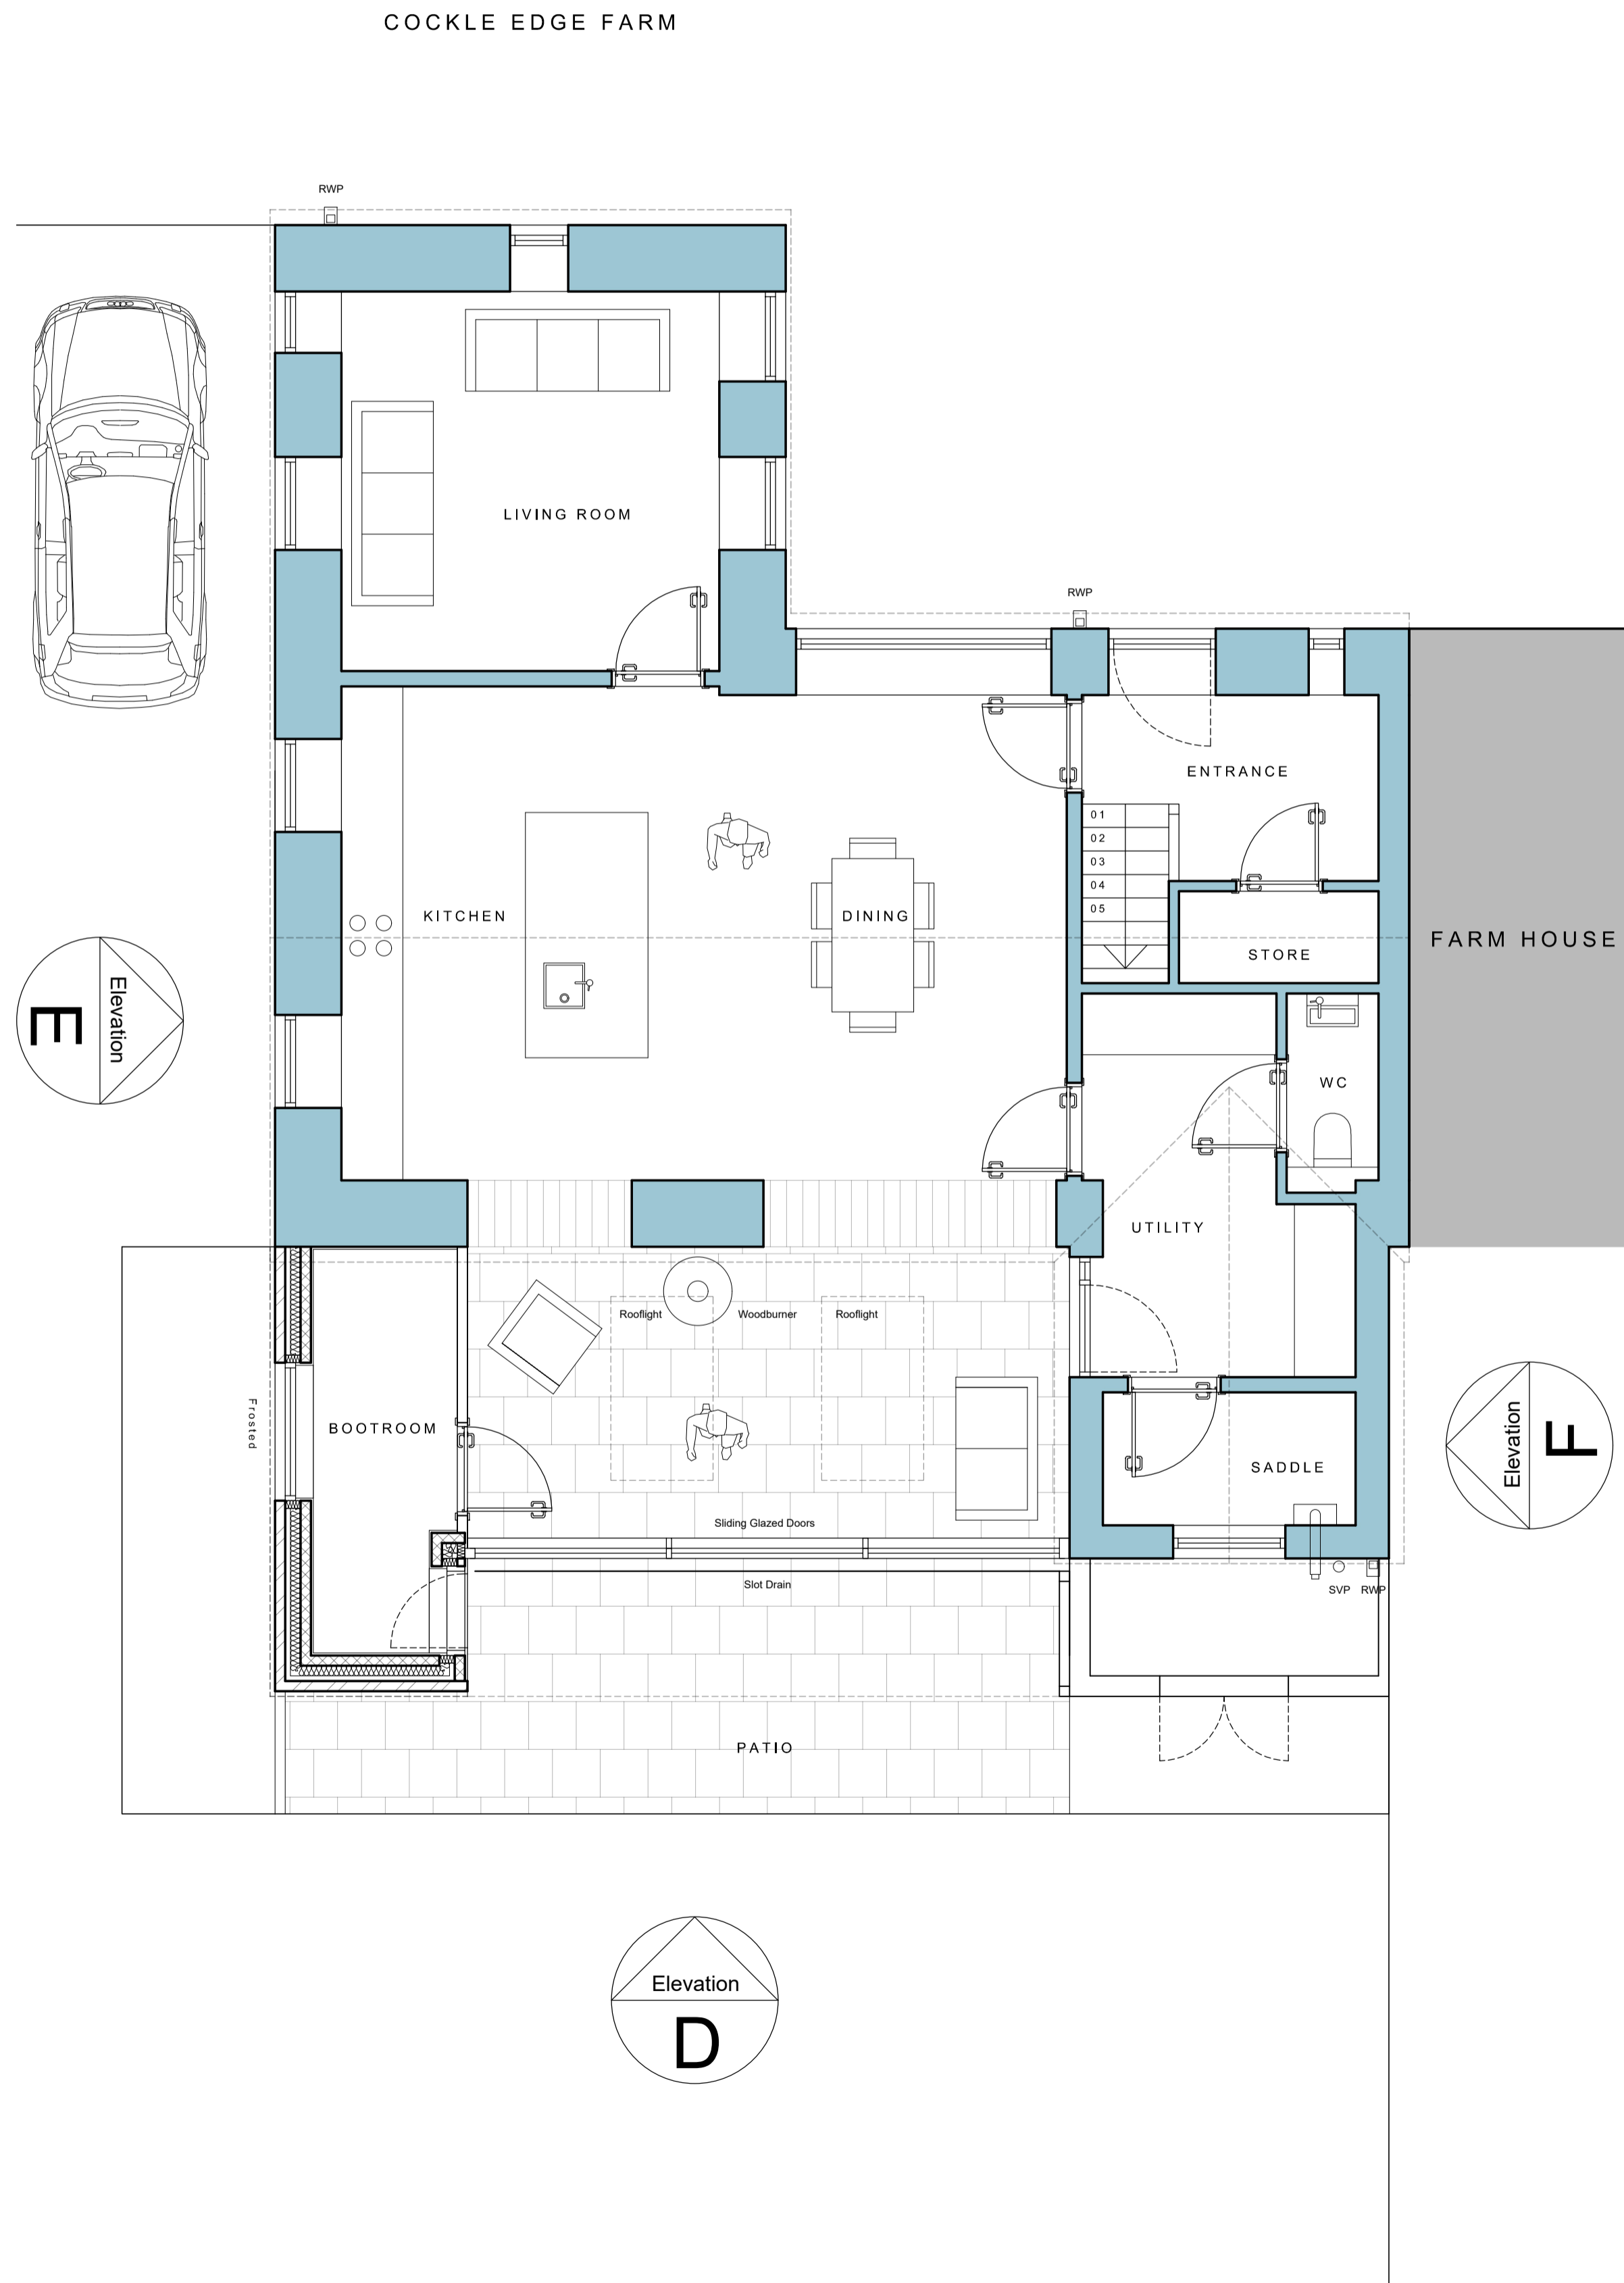 COCKLE EDGE FARM
RWP
LIVING ROOM
RWP
ENTRANCE
01
02
03
04
05
KITCHEN
DINING
STORE
FARM HOUSE
Elevation
E
WC
UTILITY
Rooflight
Woodburner
Rooflight
Frosted
BOOTROOM
SADDLE
Elevation
F
Sliding Glazed Doors
Slot Drain
SVP
RWP
PATIO
Elevation
D